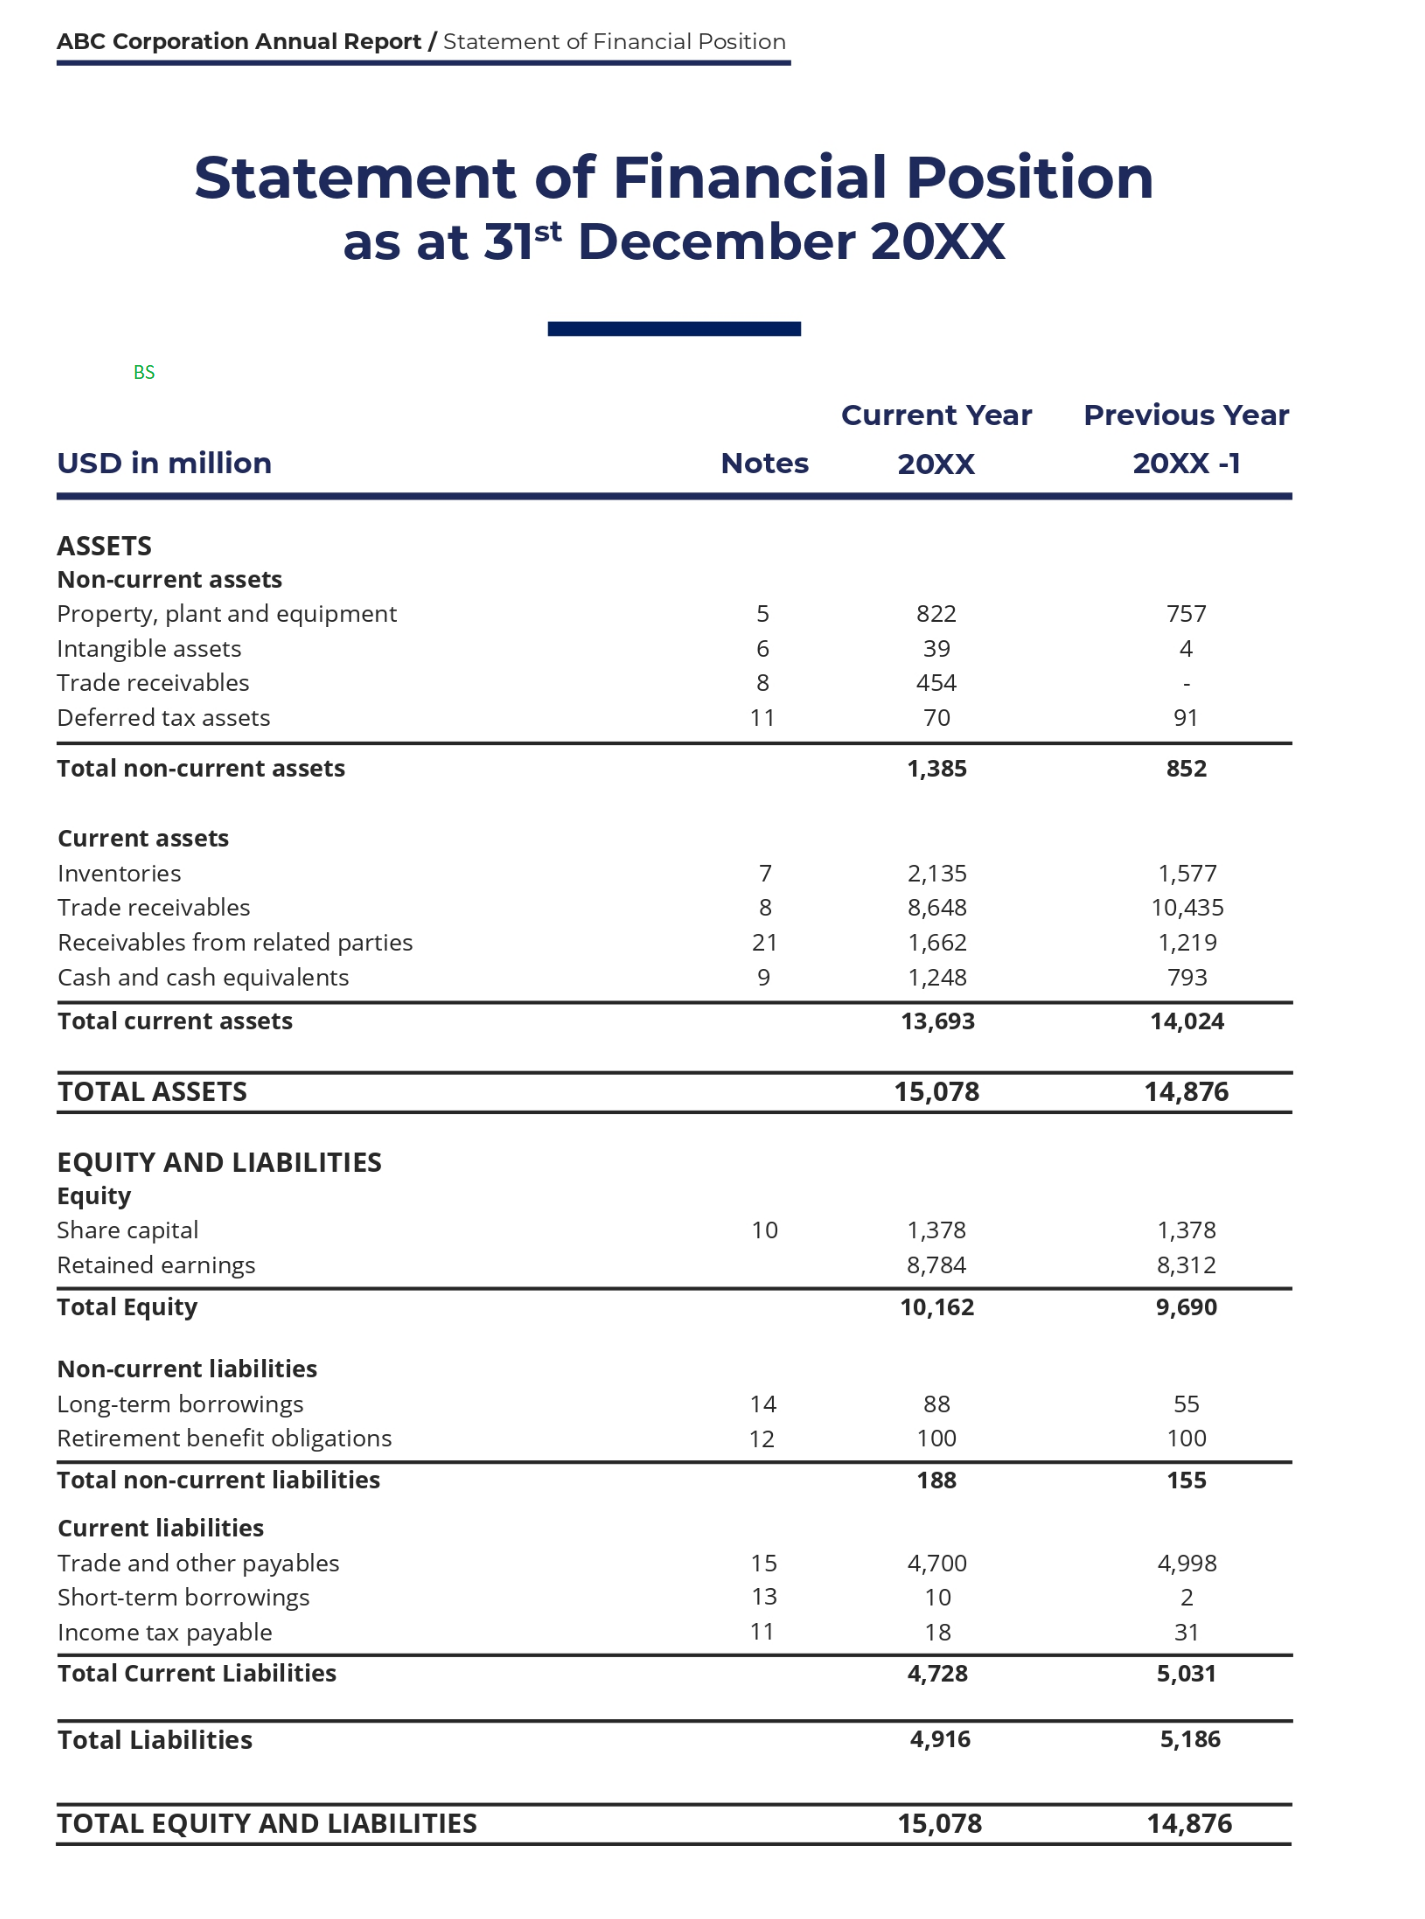 ABC Corporation Annual Report / Statement of Financial Position
Statement of Financial Position
as at 31st December 20XX
BS
Current Year Previous Year
USD in million Notes 20XX 20XX -1
ASSETS
Non-current assets
Property, plant and equipment 5 822 757
Intangible assets 6 39 4
Trade receivables 8 454 -
Deferred tax assets 11 70 91
Total non-current assets 1,385 852
Current assets
Inventories 7 2,135 1,577
Trade receivables 8 8,648 10,435
Receivables from related parties 21 1,662 1,219
Cash and cash equivalents 9 1,248 793
Total current assets 13,693 14,024
TOTAL ASSETS 15,078 14,876
EQUITY AND LIABILITIES
Equity
Share capital 10 1,378 1,378
Retained earnings 8,784 8,312
Total Equity 10,162 9,690
Non-current liabilities
Long-term borrowings 14 88 55
Retirement benefit obligations 12 100 100
Total non-current liabilities 188 155
Current liabilities
Trade and other payables 15 4,700 4,998
Short-term borrowings 13 10 2
Income tax payable 11 18 31
Total Current Liabilities 4,728 5,031
Total Liabilities 4,916 5,186
TOTAL EQUITY AND LIABILITIES 15,078 14,876